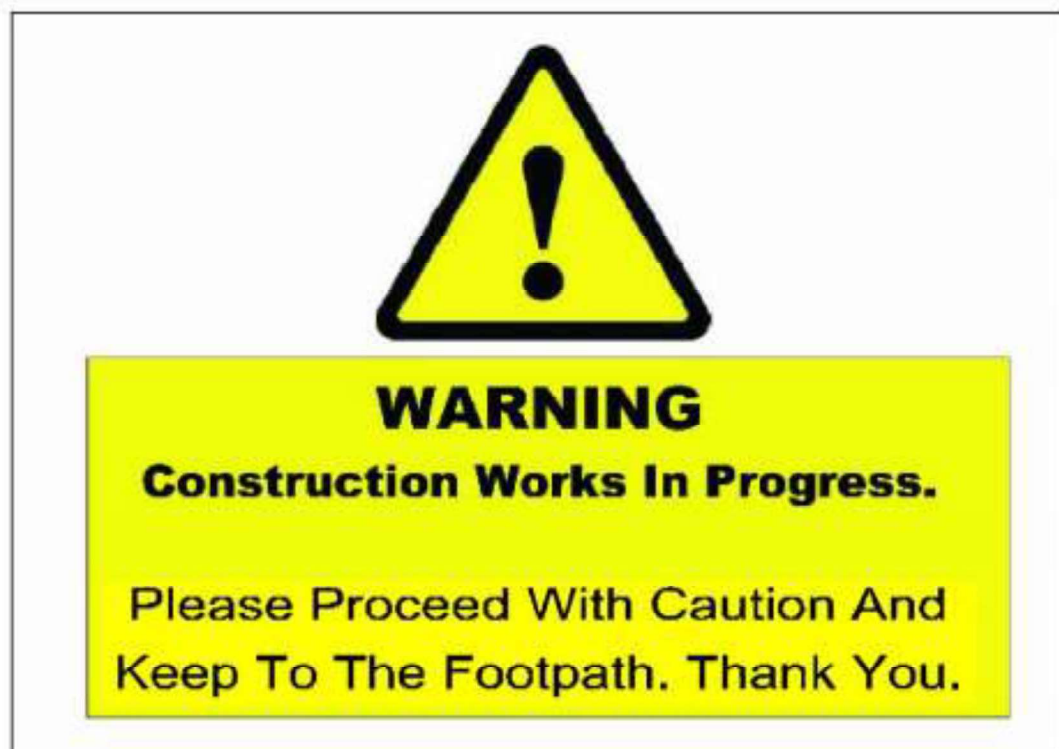 WARNING
Construction Works In Progress.
Please Proceed With Caution And
Keep To The Footpath. Thank You.